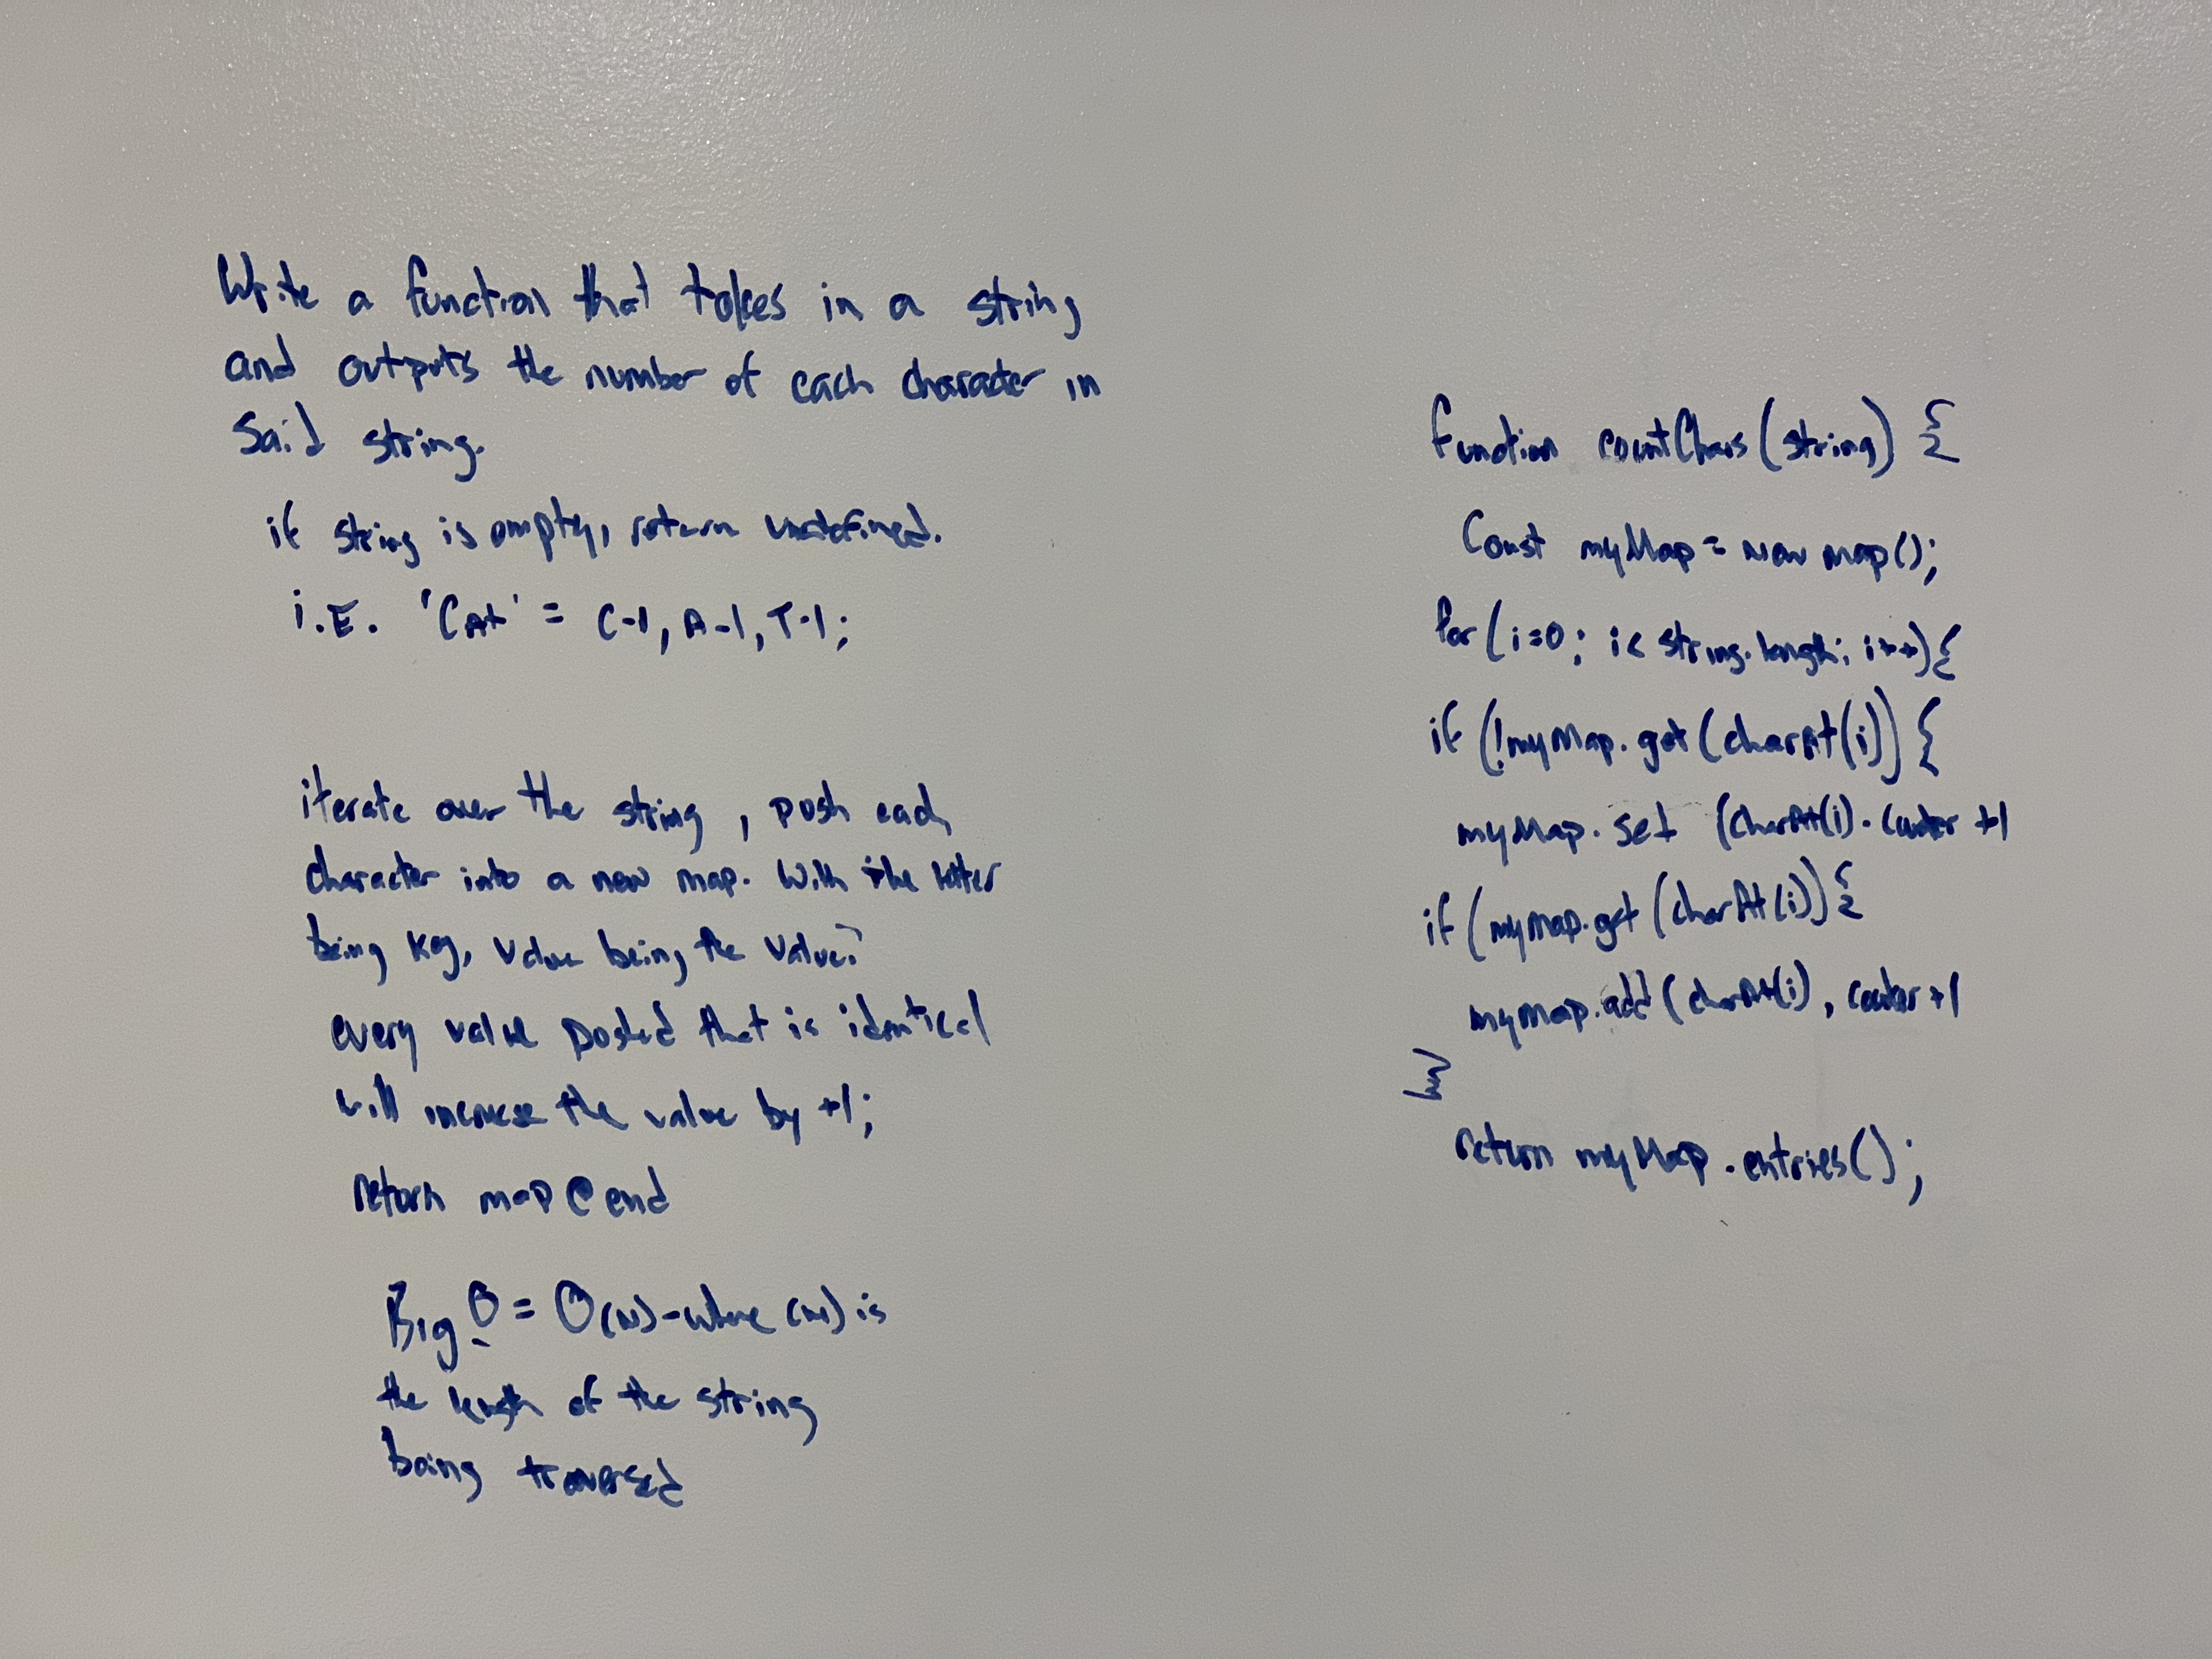 Write a function that takes in a string
and outputs the number of each character in
said string.
if string is empty, return undefined.
i.E. 'CAt' = C-1, A-1, T-1;
iterate over the string, push each
character into a new map. With the letter
being key, value being the value?
every value pushed that is identical
will increase the value by +1;
return map @ end
Big O = O(N) - where (N) is
the length of the string
being traversed
function countChars(string) {
Const myMap = new map();
for(i=0; i< string.length; i++){
if (!myMap.get(charAt(i)){
myMap.set (charAt(i). counter +1
if (myMap.get (charAt(i)){
myMap.add (charAt(i), counter +1
}
return myMap.entries();